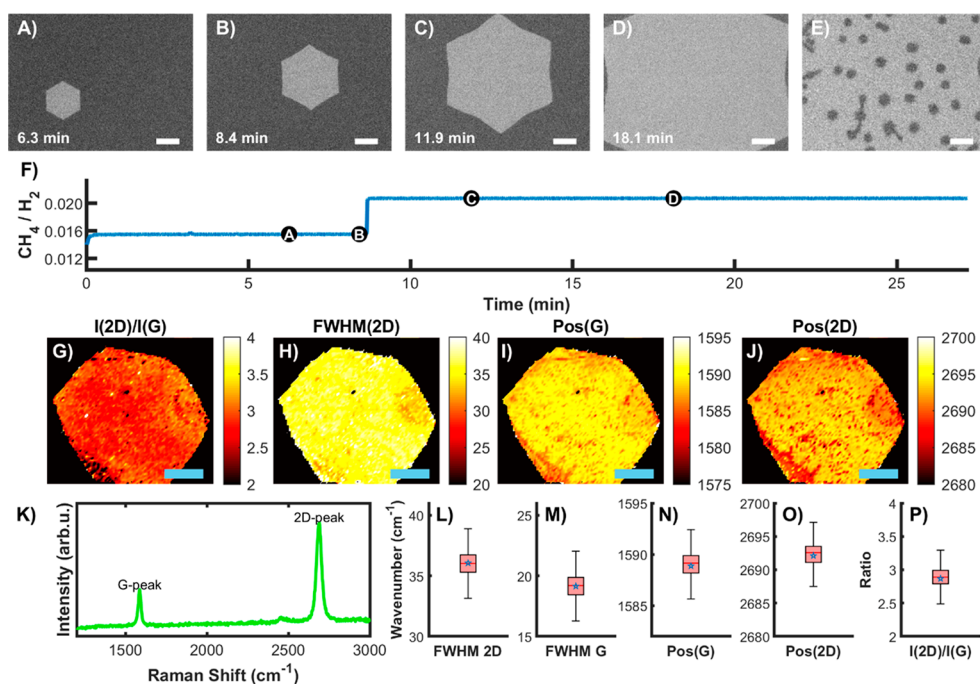 A)
B)
C)
D)
E)
6.3 min
8.4 min
11.9 min
18.1 min
F)
CH4 / H2
0.020
0.016
0.012
A
B
C
D
0
5
10
15
20
25
Time (min)
I(2D)/I(G)
FWHM(2D)
Pos(G)
Pos(2D)
G)
4
3.5
3
2.5
2
H)
40
35
30
25
20
I)
1595
1590
1585
1580
1575
J)
2700
2695
2690
2685
2680
K)
Intensity (arb.u.)
G-peak
2D-peak
1500
2000
2500
3000
Raman Shift (cm-1)
L)
Wavenumber (cm-1)
40
35
30
FWHM 2D
M)
25
20
15
FWHM G
N)
1595
1590
1585
Pos(G)
O)
2700
2695
2690
2685
2680
Pos(2D)
P)
Ratio
4
3
2
1
I(2D)/I(G)